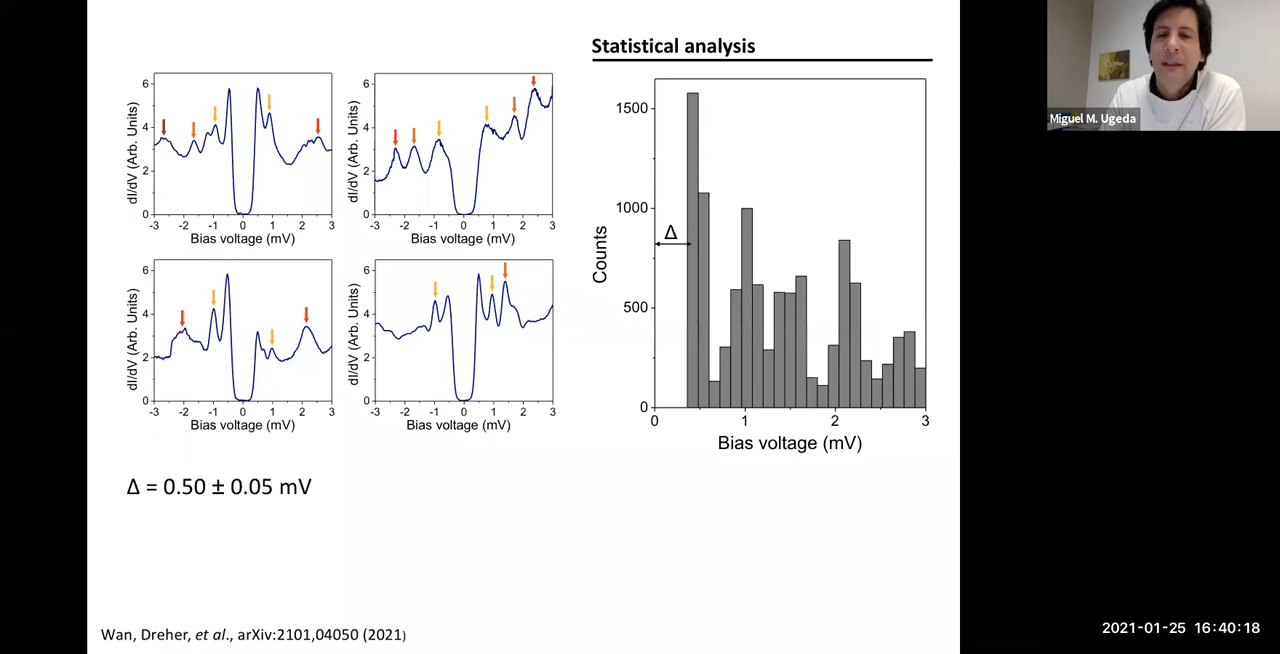 Statistical analysis
Miguel M. Ugeda
6
4
2
0
dI/dV (Arb. Units)
-3 -2 -1 0 1 2 3
Bias voltage (mV)
6
4
2
0
dI/dV (Arb. Units)
-3 -2 -1 0 1 2 3
Bias voltage (mV)
6
4
2
0
dI/dV (Arb. Units)
-3 -2 -1 0 1 2 3
Bias voltage (mV)
6
4
2
0
dI/dV (Arb. Units)
-3 -2 -1 0 1 2 3
Bias voltage (mV)
1500
1000
500
0
Counts
Δ
0 1 2 3
Bias voltage (mV)
Δ = 0.50 ± 0.05 mV
Wan, Dreher, et al., arXiv:2101,04050 (2021)
2021-01-25 16:40:18